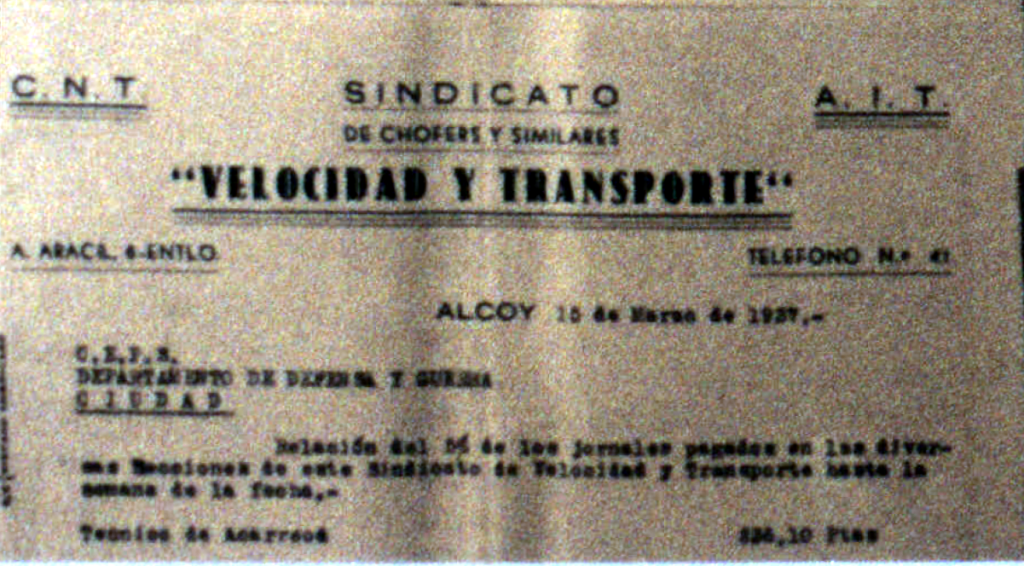 C. N. T. SINDICATO A. I. T.
DE CHOFERS Y SIMILARES
“VELOCIDAD Y TRANSPORTE“
A. ARACIL, 6-ENTLO. TELEFONO N.º 41
ALCOY 15 de Marzo de 1937,-
DEPARTAMENTO DE DEFENSA Y GUERRA
CIUDAD
Relación del 5% de los jornales pagados en las diver-
sas Secciones de este Sindicato de Velocidad y Transporte hasta la
semana de la fecha,-
Tecnico de Acarreos ,10 Ptas